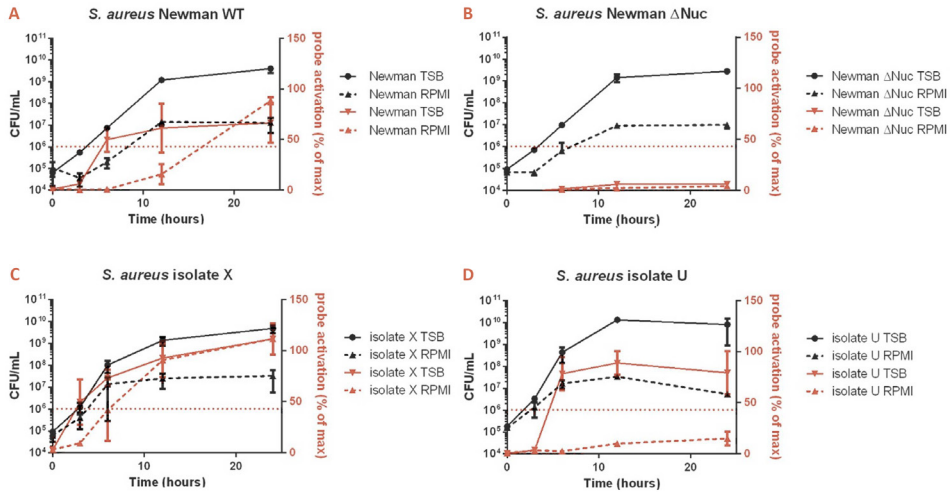 A
S. aureus Newman WT
CFU/mL
10¹¹
10¹⁰
10⁹
10⁸
10⁷
10⁶
10⁵
10⁴
0
10
20
Time (hours)
150
100
50
0
probe activation (% of max)
Newman TSB
Newman RPMI
Newman TSB
Newman RPMI
B
S. aureus Newman ΔNuc
CFU/mL
10¹¹
10¹⁰
10⁹
10⁸
10⁷
10⁶
10⁵
10⁴
0
10
20
Time (hours)
150
100
50
0
probe activation (% of max)
Newman ΔNuc TSB
Newman ΔNuc RPMI
Newman ΔNuc TSB
Newman ΔNuc RPMI
C
S. aureus isolate X
CFU/mL
10¹¹
10¹⁰
10⁹
10⁸
10⁷
10⁶
10⁵
10⁴
0
10
20
Time (hours)
150
100
50
0
probe activation (% of max)
isolate X TSB
isolate X RPMI
isolate X TSB
isolate X RPMI
D
S. aureus isolate U
CFU/mL
10¹¹
10¹⁰
10⁹
10⁸
10⁷
10⁶
10⁵
10⁴
0
10
20
Time (hours)
150
100
50
0
probe activation (% of max)
isolate U TSB
isolate U RPMI
isolate U TSB
isolate U RPMI